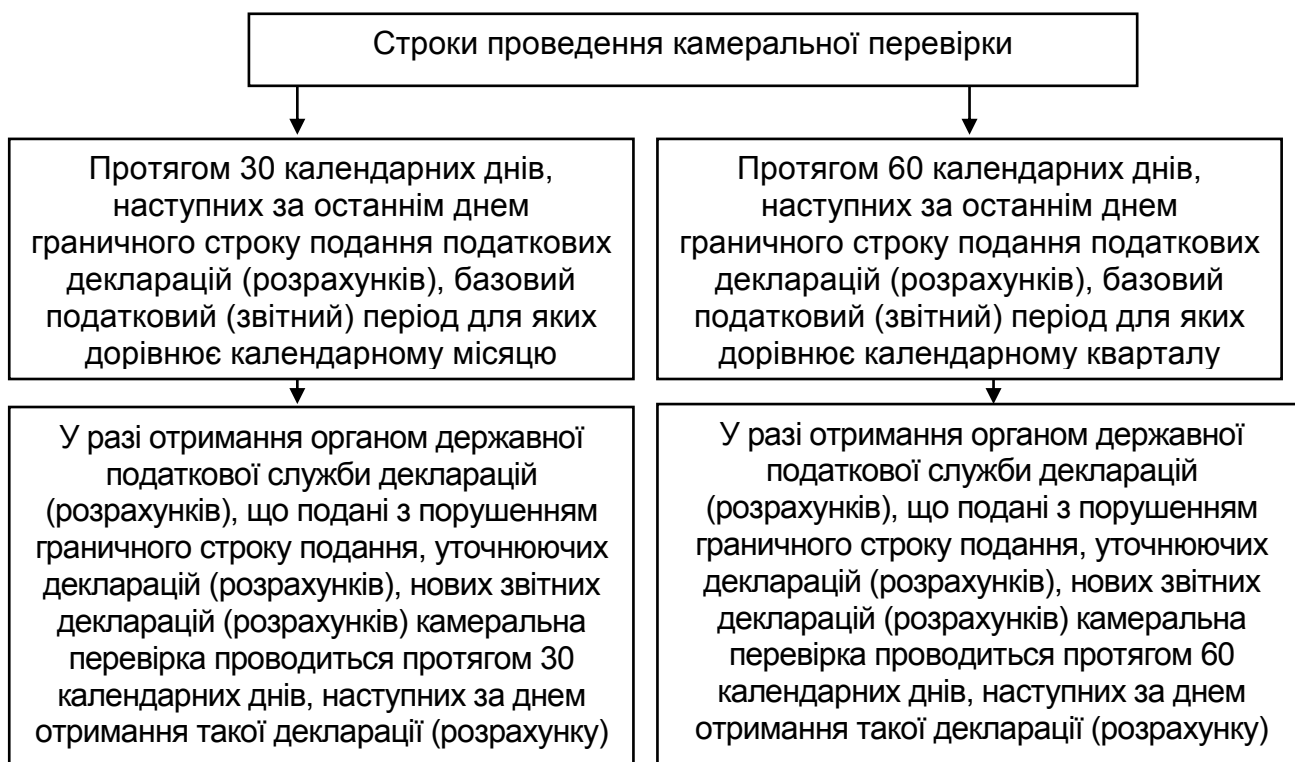 Строки проведення камеральної перевірки
Протягом 30 календарних днів,
наступних за останнім днем
граничного строку подання податкових
декларацій (розрахунків), базовий
податковий (звітний) період для яких
дорівнює календарному місяцю
Протягом 60 календарних днів,
наступних за останнім днем
граничного строку подання податкових
декларацій (розрахунків), базовий
податковий (звітний) період для яких
дорівнює календарному кварталу
У разі отримання органом державної
податкової служби декларацій
(розрахунків), що подані з порушенням
граничного строку подання, уточнюючих
декларацій (розрахунків), нових звітних
декларацій (розрахунків) камеральна
перевірка проводиться протягом 30
календарних днів, наступних за днем
отримання такої декларації (розрахунку)
У разі отримання органом державної
податкової служби декларацій
(розрахунків), що подані з порушенням
граничного строку подання, уточнюючих
декларацій (розрахунків), нових звітних
декларацій (розрахунків) камеральна
перевірка проводиться протягом 60
календарних днів, наступних за днем
отримання такої декларації (розрахунку)